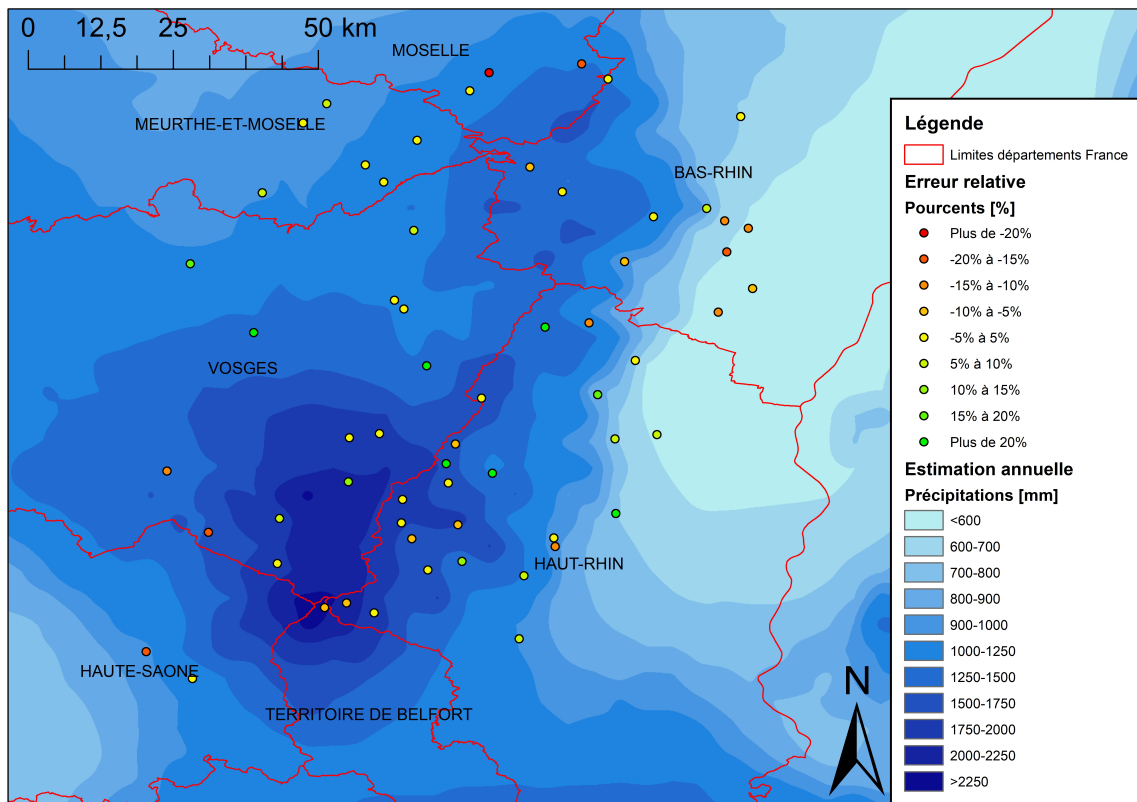 0 12,5 25 50 km
MOSELLE
MEURTHE-ET-MOSELLE
BAS-RHIN
VOSGES
HAUT-RHIN
HAUTE-SAONE
TERRITOIRE DE BELFORT
N
Légende
Limites départements France
Erreur relative
Pourcents [%]
Plus de -20%
-20% à -15%
-15% à -10%
-10% à -5%
-5% à 5%
5% à 10%
10% à 15%
15% à 20%
Plus de 20%
Estimation annuelle
Précipitations [mm]
<600
600-700
700-800
800-900
900-1000
1000-1250
1250-1500
1500-1750
1750-2000
2000-2250
>2250